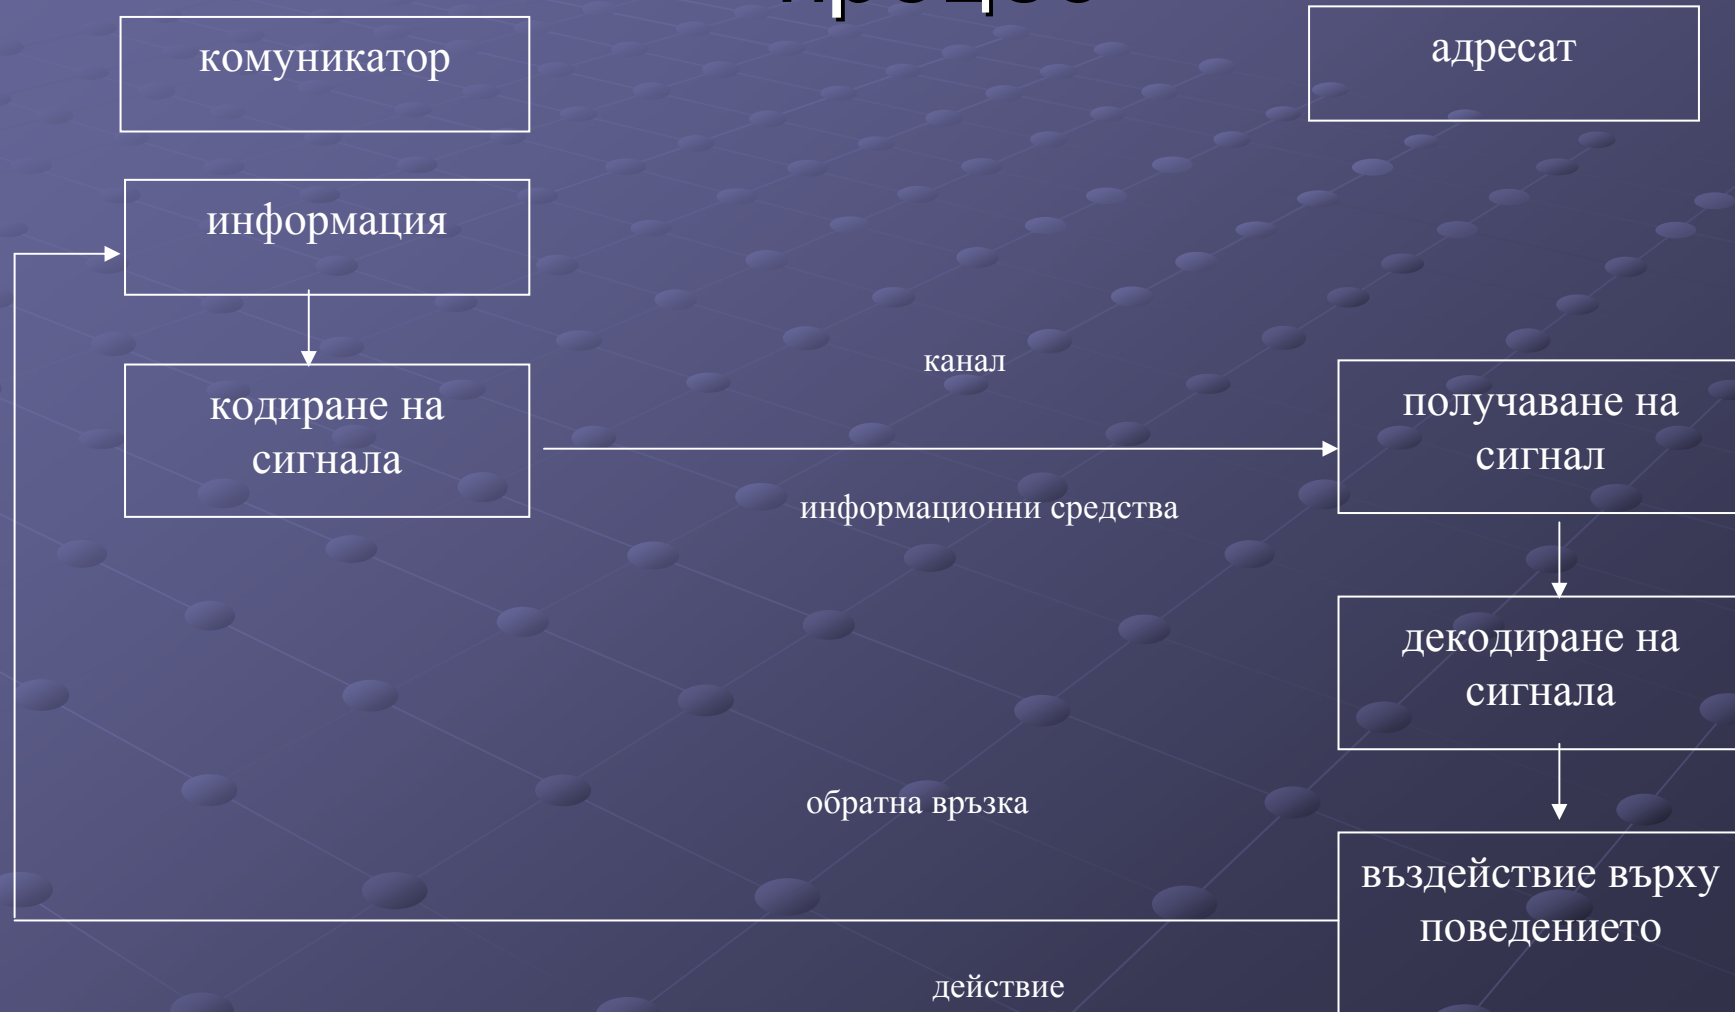 процес
комуникатор
адресат
информация
кодиране на
сигнала
канал
информационни средства
получаване на
сигнал
декодиране на
сигнала
обратна връзка
въздействие върху
поведението
действие